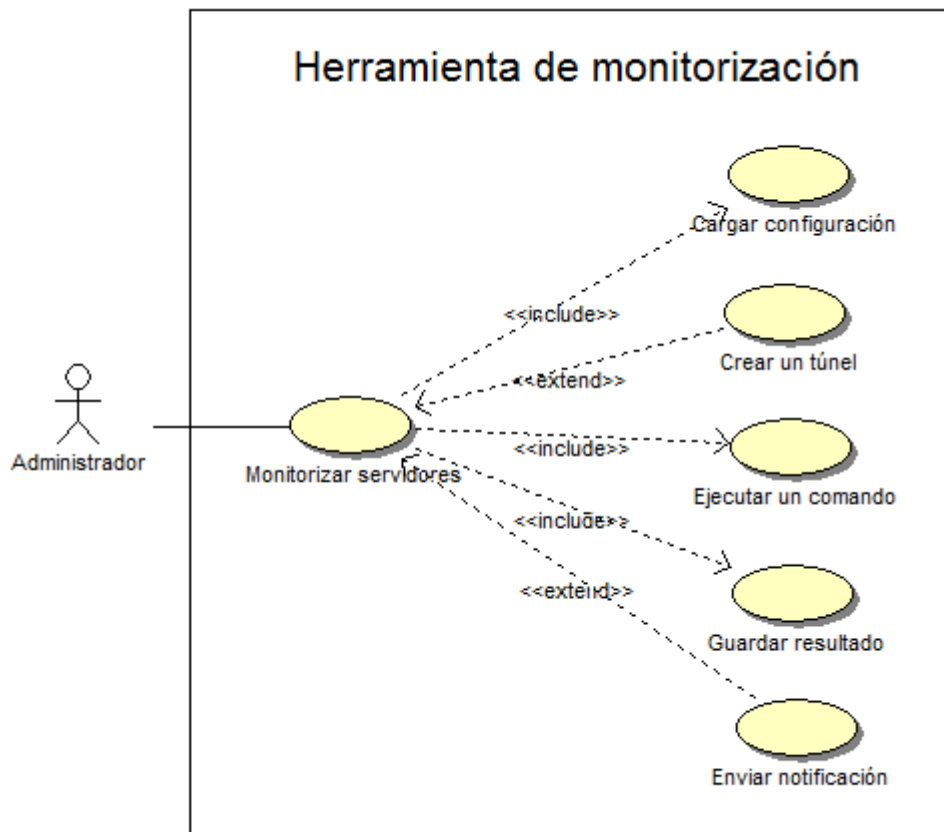 Herramienta de monitorización
Cargar configuración
<<include>>
Crear un túnel
<<extend>>
Administrador
Monitorizar servidores
<<include>>
Ejecutar un comando
<<include>>
<<extend>>
Guardar resultado
Enviar notificación